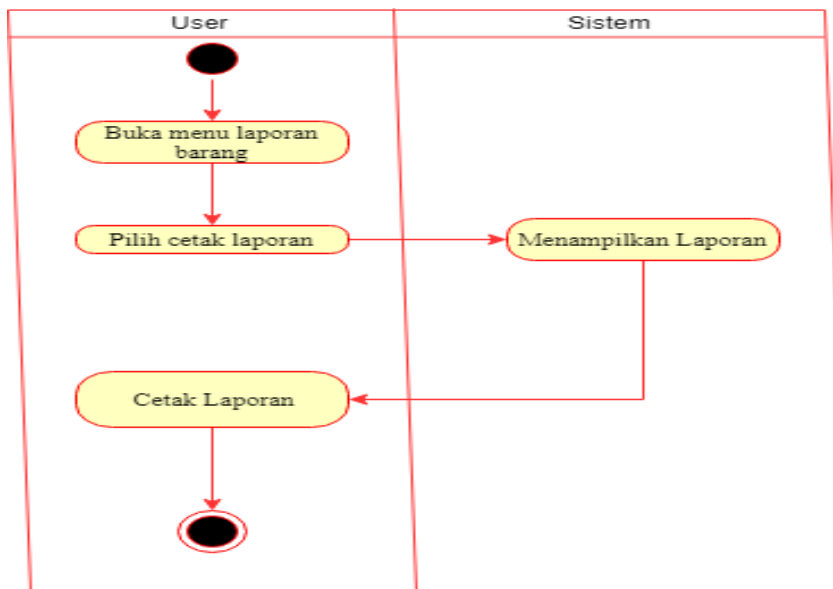 User
Sistem
Buka menu laporan
barang
Pilih cetak laporan
Menampilkan Laporan
Cetak Laporan